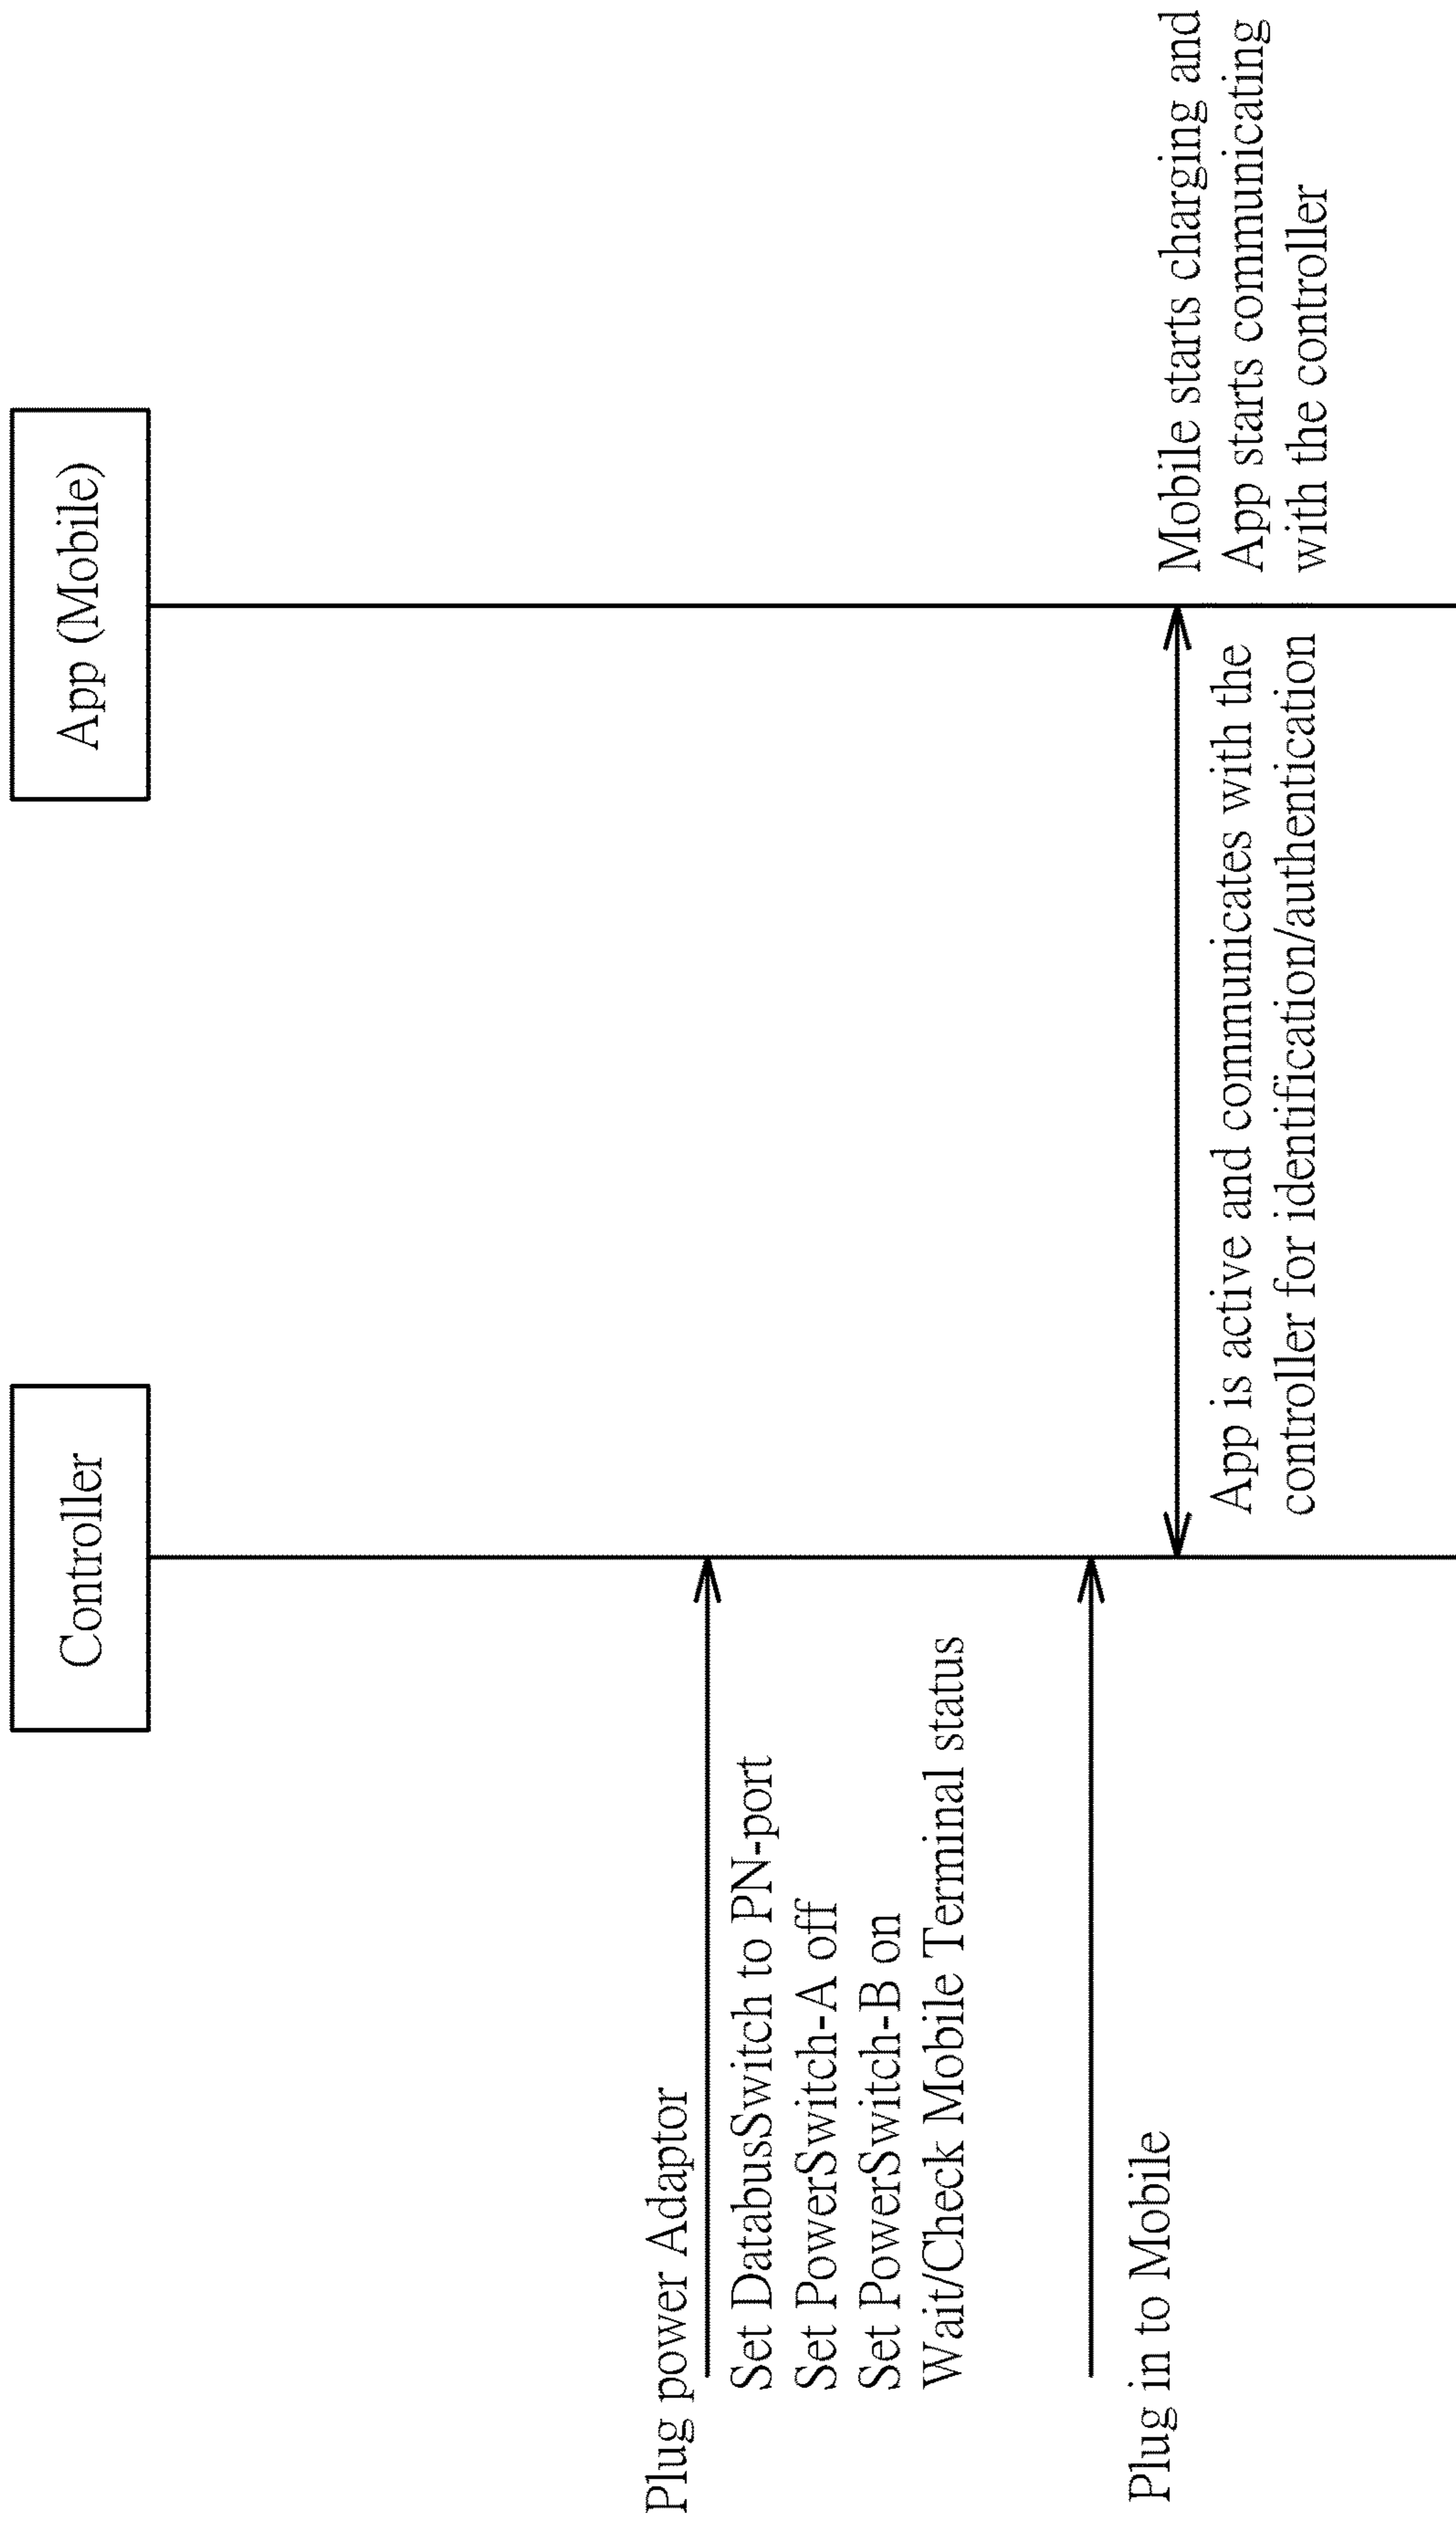 Controller
App (Mobile)
Plug power Adaptor
Set DatabusSwitch to PN-port
Set PowerSwitch-A off
Set PowerSwitch-B on
Wait/Check Mobile Terminal status
Plug in to Mobile
App is active and communicates with the
controller for identification/authentication
Mobile starts charging and
App starts communicating
with the controller